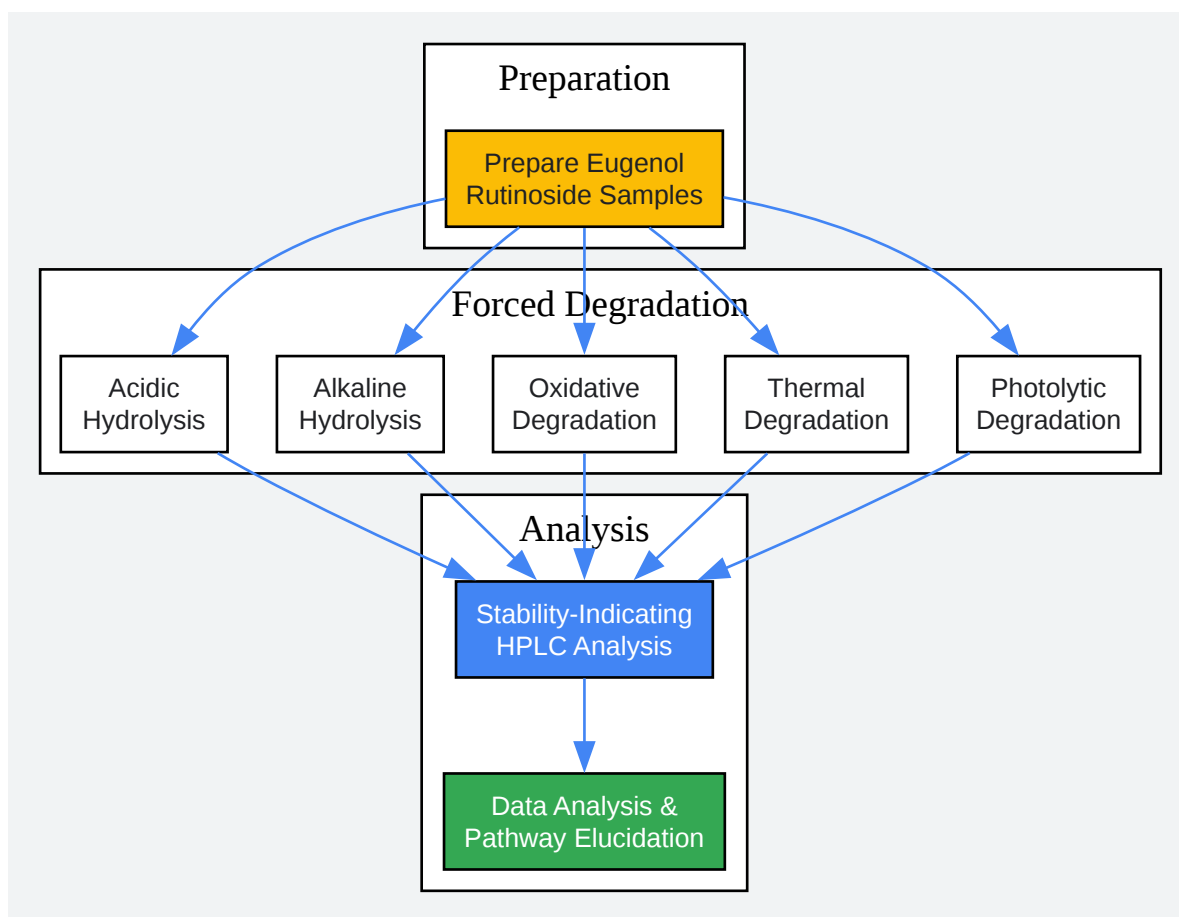 Preparation
Prepare Eugenol
Rutinoside Samples
Forced Degradation
Acidic
Hydrolysis
Alkaline
Hydrolysis
Oxidative
Degradation
Thermal
Degradation
Photolytic
Degradation
Analysis
Stability-Indicating
HPLC Analysis
Data Analysis &
Pathway Elucidation